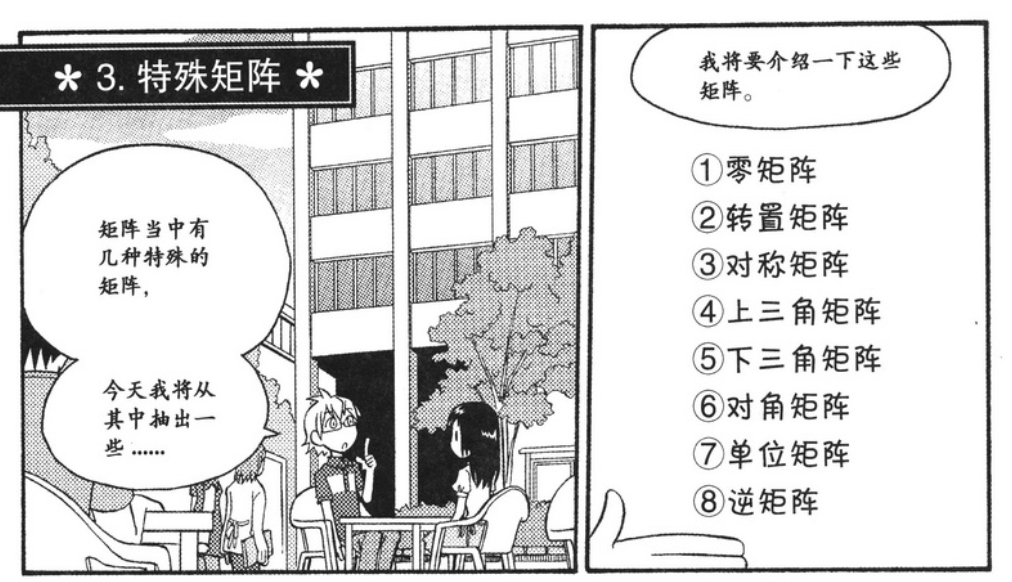 * 3. 特殊矩阵 *
矩阵当中有
几种特殊的
矩阵，
今天我将从
其中抽出一
些……
我将要介绍一下这些
矩阵。
①零矩阵
②转置矩阵
③对称矩阵
④上三角矩阵
⑤下三角矩阵
⑥对角矩阵
⑦单位矩阵
⑧逆矩阵